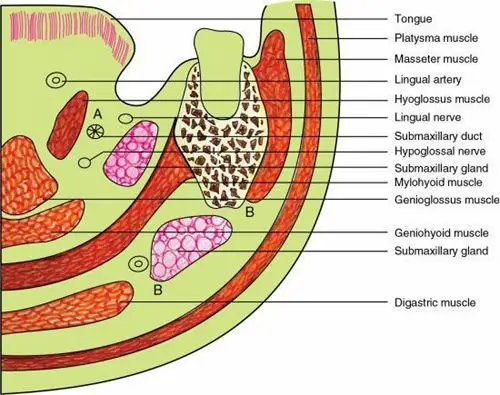 Tongue
Platysma muscle
Masseter muscle
Lingual artery
Hyoglossus muscle
Lingual nerve
Submaxillary duct
Hypoglossal nerve
Submaxillary gland
Mylohyoid muscle
Genioglossus muscle
Geniohyoid muscle
Submaxillary gland
Digastric muscle
A
B
B